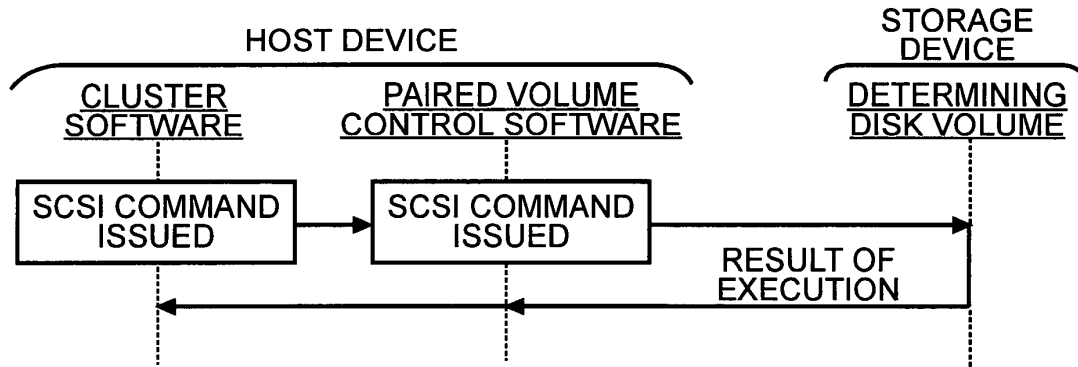 HOST DEVICE
STORAGE
DEVICE
CLUSTER
SOFTWARE
PAIRED VOLUME
CONTROL SOFTWARE
DETERMINING
DISK VOLUME
SCSI COMMAND
ISSUED
SCSI COMMAND
ISSUED
RESULT OF
EXECUTION